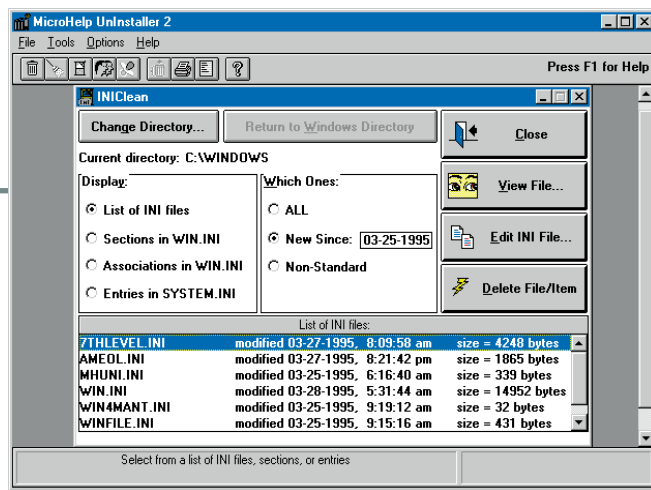 MicroHelp UnInstaller 2
File Tools Options Help
Press F1 for Help
INIClean
Change Directory...
Return to Windows Directory
Close
Current directory: C:\WINDOWS
Display:
Which Ones:
View File...
List of INI files
ALL
Sections in WIN.INI
New Since: 03-25-1995
Edit INI File...
Associations in WIN.INI
Non-Standard
Entries in SYSTEM.INI
Delete File/Item
List of INI files:
7THLEVEL.INI modified 03-27-1995, 8:09:58 am size = 4248 bytes
AMEOL.INI modified 03-27-1995, 8:21:42 pm size = 1865 bytes
MHUNI.INI modified 03-25-1995, 6:16:40 am size = 339 bytes
WIN.INI modified 03-28-1995, 5:31:44 am size = 14952 bytes
WIN4MANT.INI modified 03-25-1995, 9:19:12 am size = 32 bytes
WINFILE.INI modified 03-25-1995, 9:15:16 am size = 431 bytes
Select from a list of INI files, sections, or entries